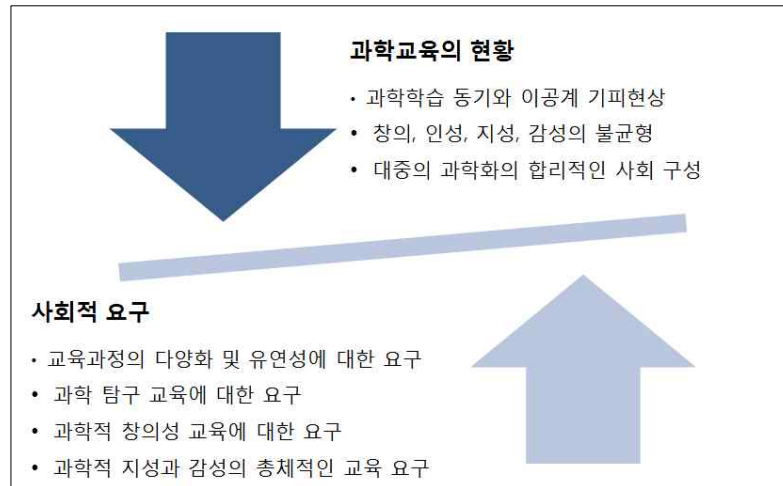 과학교육의 현황
• 과학학습 동기와 이공계 기피현상
• 창의, 인성, 지성, 감성의 불균형
• 대중의 과학화의 합리적인 사회 구성
사회적 요구
• 교육과정의 다양화 및 유연성에 대한 요구
• 과학 탐구 교육에 대한 요구
• 과학적 창의성 교육에 대한 요구
• 과학적 지성과 감성의 총체적인 교육 요구